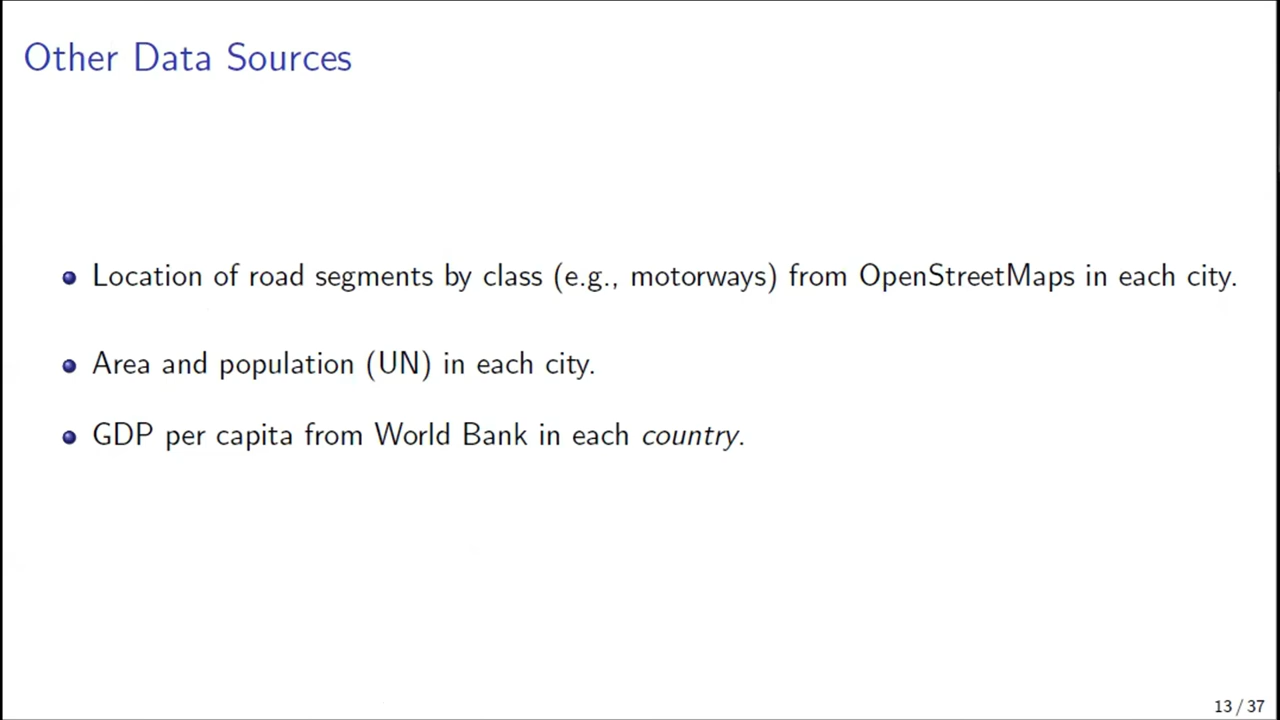 Other Data Sources
Location of road segments by class (e.g., motorways) from OpenStreetMaps in each city.
Area and population (UN) in each city.
GDP per capita from World Bank in each country.
13 / 37